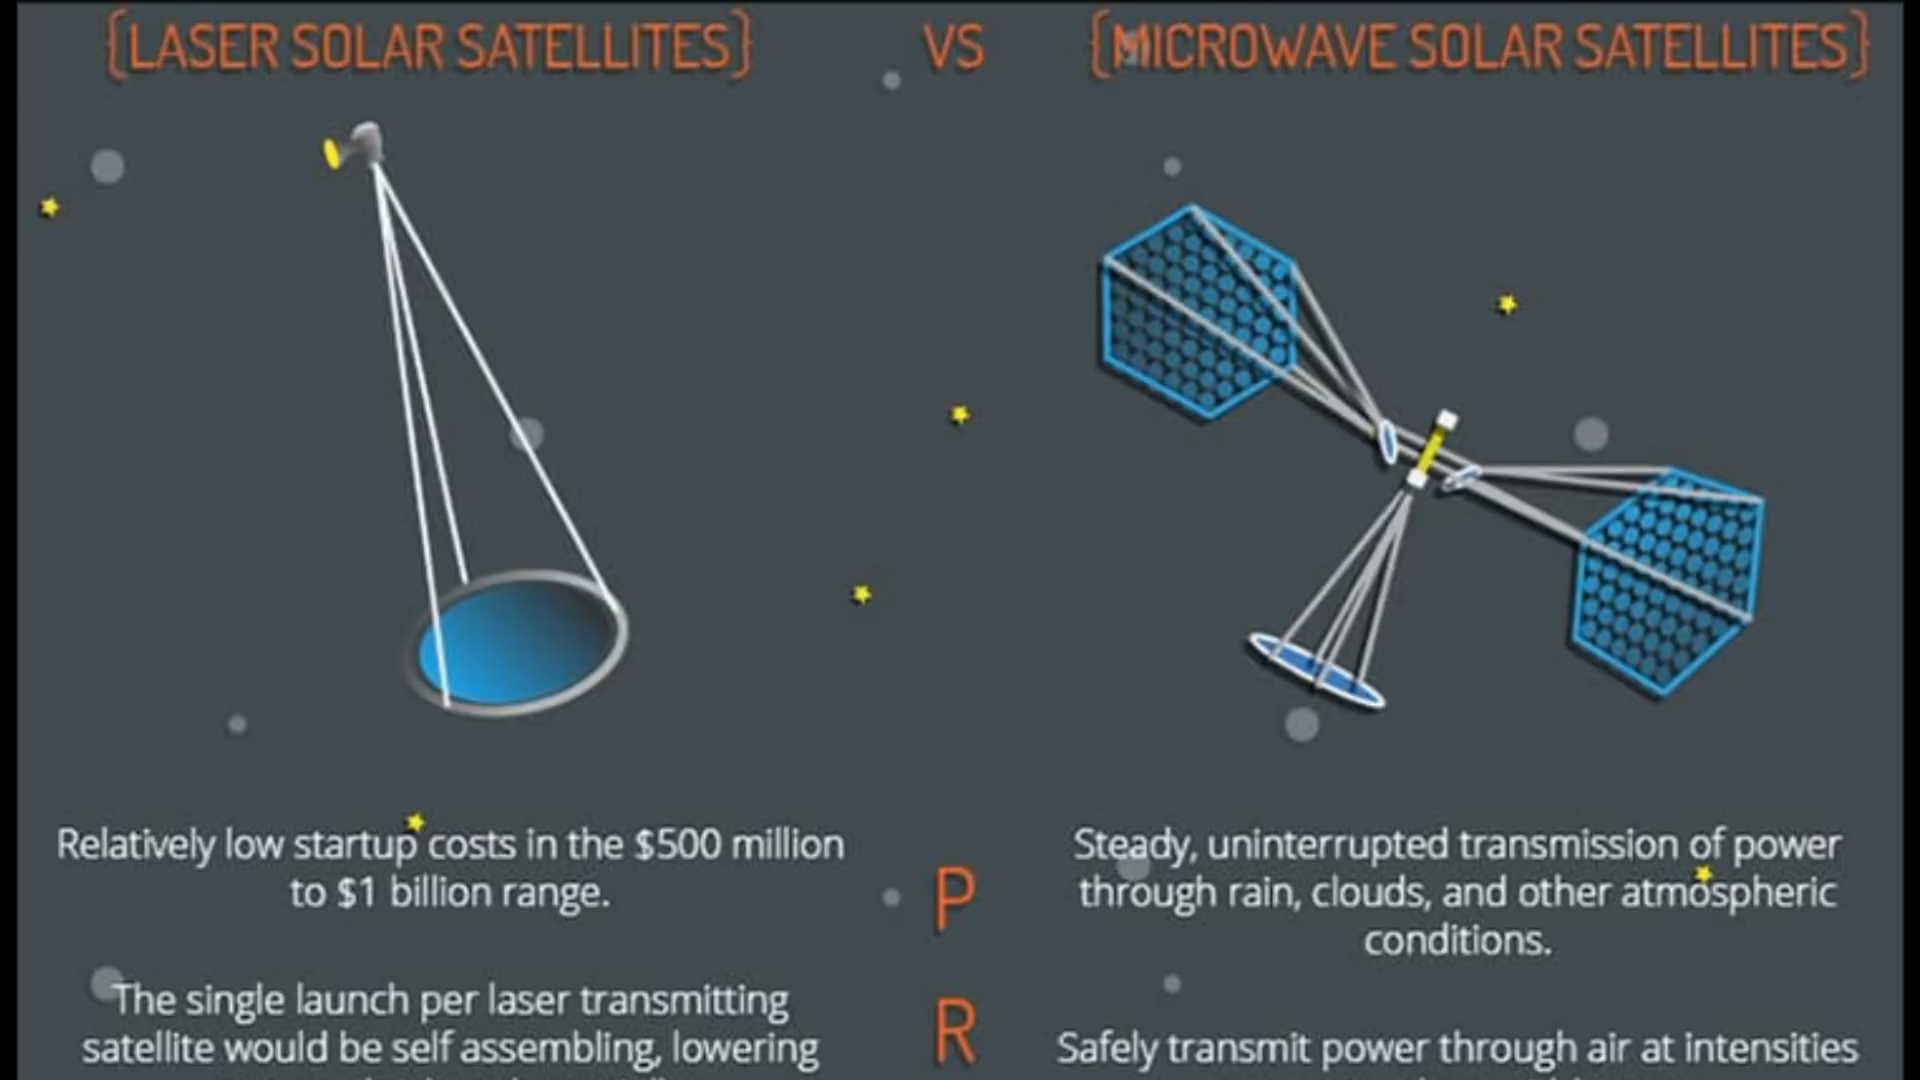 {LASER SOLAR SATELLITES} VS {MICROWAVE SOLAR SATELLITES}
Relatively low startup costs in the $500 million
to $1 billion range.
The single launch per laser transmitting
satellite would be self assembling, lowering
P
R
Steady, uninterrupted transmission of power
through rain, clouds, and other atmospheric
conditions.
Safely transmit power through air at intensities